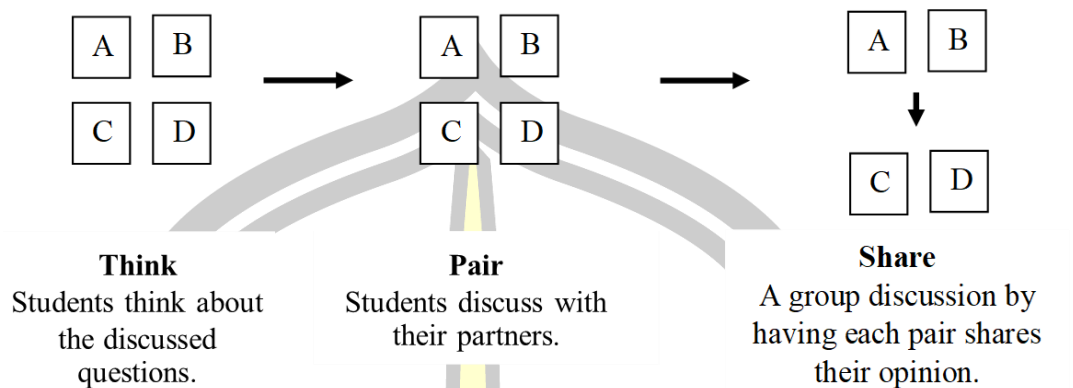 A B
C D
Think
Students think about
the discussed
questions.
A B
C D
Pair
Students discuss with
their partners.
A B
C D
Share
A group discussion by
having each pair shares
their opinion.